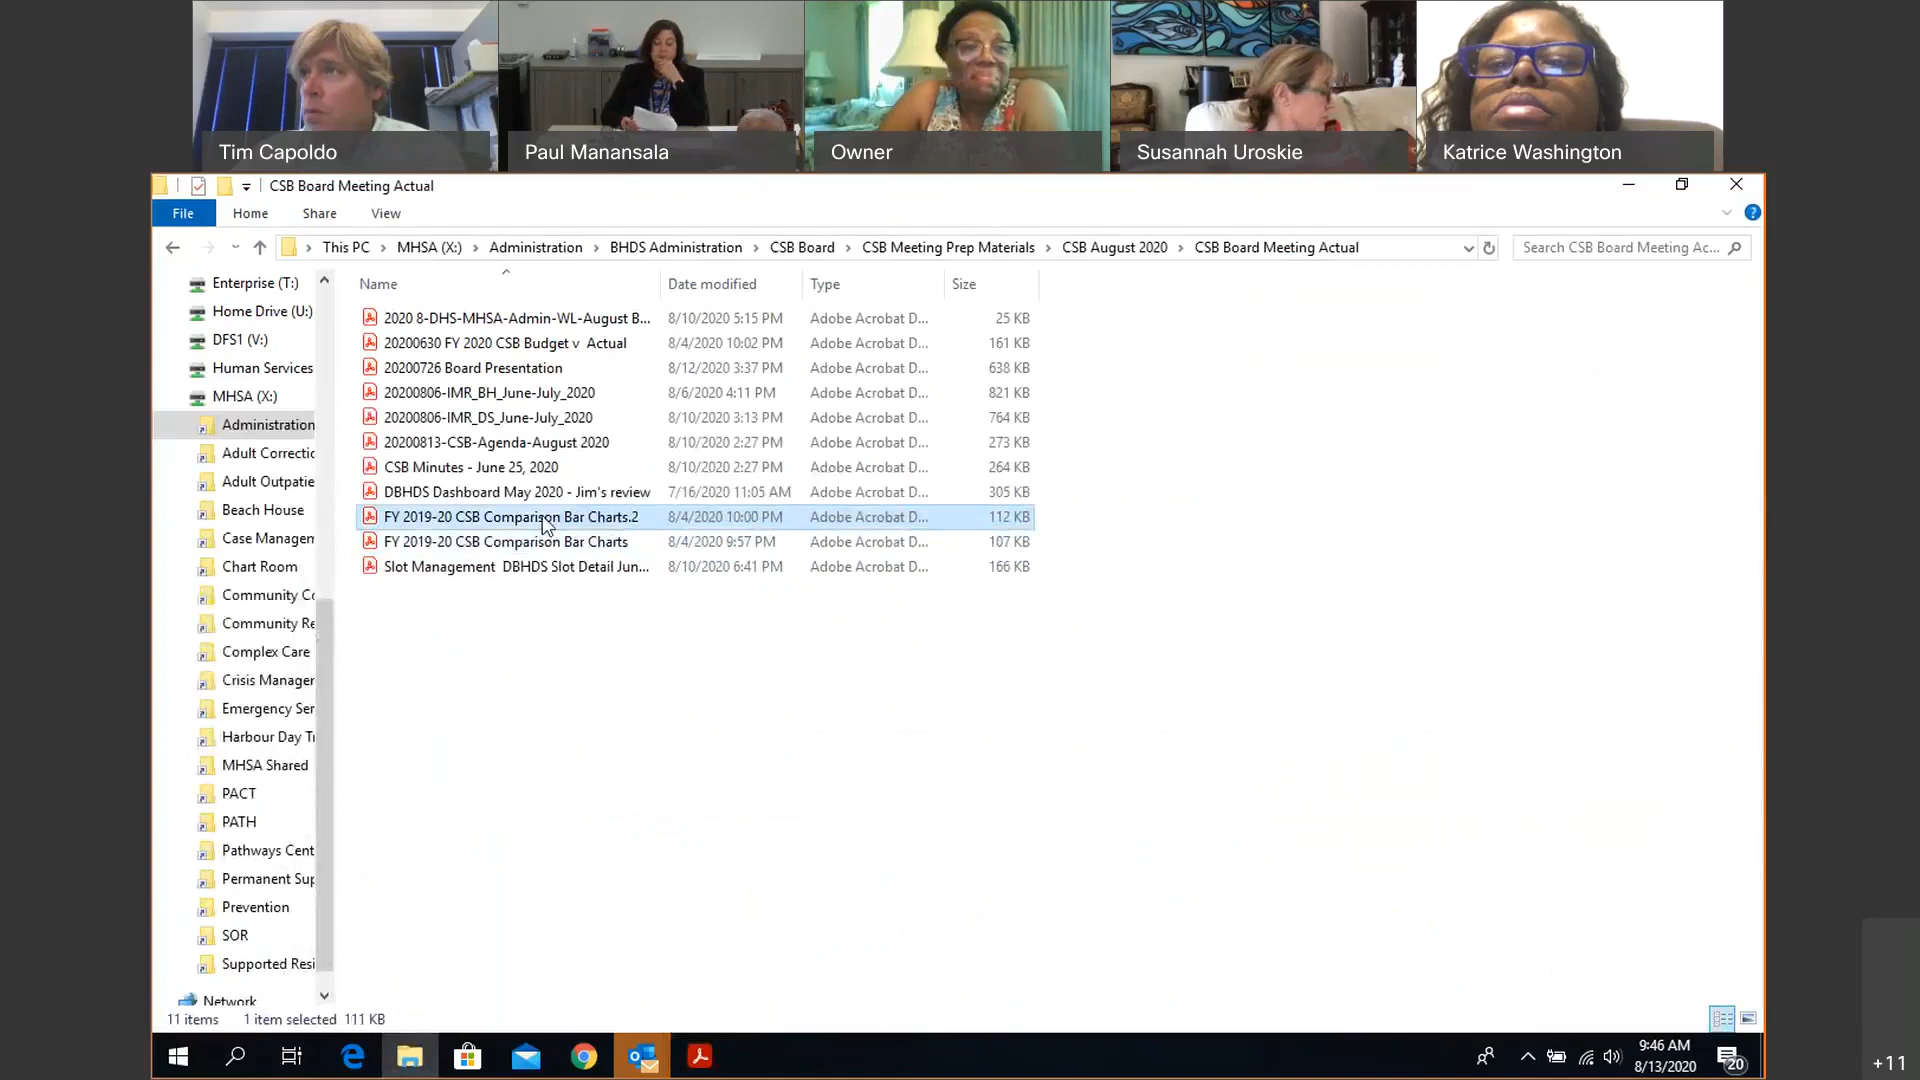 Tim Capoldo
Paul Manansala
Owner
Susannah Uroskie
Katrice Washington
CSB Board Meeting Actual
File Home Share View
This PC MHSA (X:) Administration BHDS Administration CSB Board CSB Meeting Prep Materials CSB August 2020 CSB Board Meeting Actual
Search CSB Board Meeting Ac...
Name Date modified Type Size
Enterprise (T:)
Home Drive (U:)
DFS1 (V:)
Human Services
MHSA (X:)
Administration
Adult Correctic
Adult Outpatie
Beach House
Case Managem
Chart Room
Community Co
Community Re
Complex Care
Crisis Manager
Emergency Ser
Harbour Day Tr
MHSA Shared
PACT
PATH
Pathways Cent
Permanent Sup
Prevention
SOR
Supported Resi
Network
2020 8-DHS-MHSA-Admin-WL-August B... 8/10/2020 5:15 PM Adobe Acrobat D... 25 KB
20200630 FY 2020 CSB Budget v  Actual 8/4/2020 10:02 PM Adobe Acrobat D... 161 KB
20200726 Board Presentation 8/12/2020 3:37 PM Adobe Acrobat D... 638 KB
20200806-IMR_BH_June-July_2020 8/6/2020 4:11 PM Adobe Acrobat D... 821 KB
20200806-IMR_DS_June-July_2020 8/10/2020 3:13 PM Adobe Acrobat D... 764 KB
20200813-CSB-Agenda-August 2020 8/10/2020 2:27 PM Adobe Acrobat D... 273 KB
CSB Minutes - June 25, 2020 8/10/2020 2:27 PM Adobe Acrobat D... 264 KB
DBHDS Dashboard May 2020 - Jim's review 7/16/2020 11:05 AM Adobe Acrobat D... 305 KB
FY 2019-20 CSB Comparison Bar Charts.2 8/4/2020 10:00 PM Adobe Acrobat D... 112 KB
FY 2019-20 CSB Comparison Bar Charts 8/4/2020 9:57 PM Adobe Acrobat D... 107 KB
Slot Management  DBHDS Slot Detail Jun... 8/10/2020 6:41 PM Adobe Acrobat D... 166 KB
11 items 1 item selected 111 KB
9:46 AM
8/13/2020
20
+11